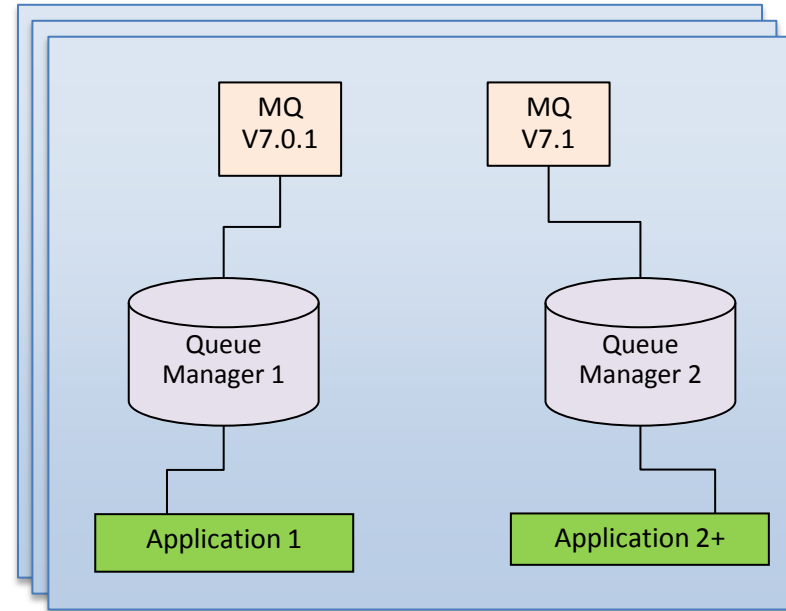 MQ
V7.0.1
MQ
V7.1
Queue
Manager 1
Queue
Manager 2
Application 1
Application 2+